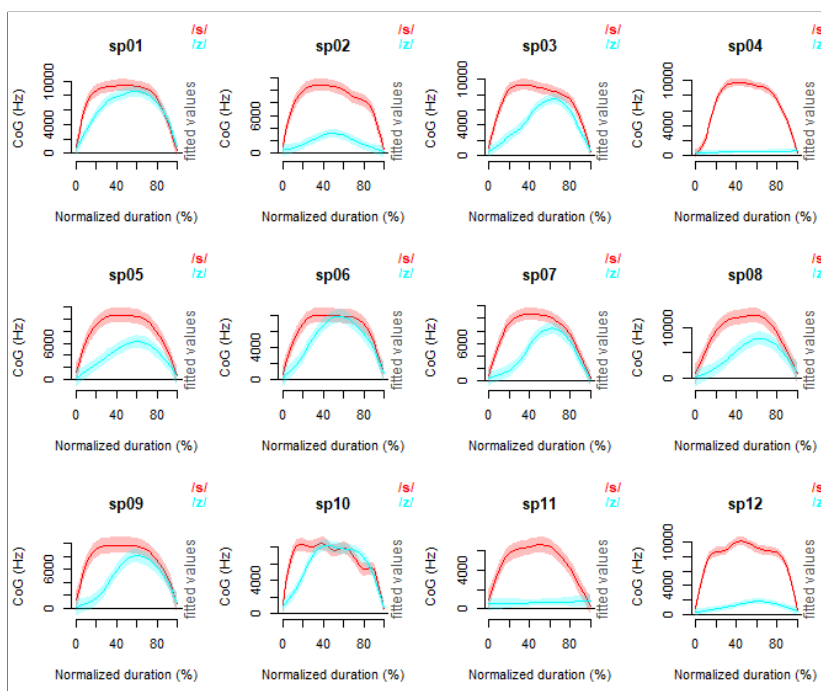 sp01 /s/ /z/
CoG (Hz)
0 4000 10000
fitted values
0 40 80
Normalized duration (%)
sp02 /s/ /z/
CoG (Hz)
0 6000
fitted values
0 40 80
Normalized duration (%)
sp03 /s/ /z/
CoG (Hz)
0 4000 10000
fitted values
0 40 80
Normalized duration (%)
sp04 /s/ /z/
CoG (Hz)
0 4000 10000
fitted values
0 40 80
Normalized duration (%)
sp05 /s/ /z/
CoG (Hz)
0 6000
fitted values
0 40 80
Normalized duration (%)
sp06 /s/ /z/
CoG (Hz)
0 4000
fitted values
0 40 80
Normalized duration (%)
sp07 /s/ /z/
CoG (Hz)
0 6000
fitted values
0 40 80
Normalized duration (%)
sp08 /s/ /z/
CoG (Hz)
0 10000
fitted values
0 40 80
Normalized duration (%)
sp09 /s/ /z/
CoG (Hz)
0 4000
fitted values
0 40 80
Normalized duration (%)
sp10 /s/ /z/
CoG (Hz)
0 4000
fitted values
0 40 80
Normalized duration (%)
sp11 /s/ /z/
CoG (Hz)
0 4000
fitted values
0 40 80
Normalized duration (%)
sp12 /s/ /z/
CoG (Hz)
0 4000 10000
fitted values
0 40 80
Normalized duration (%)